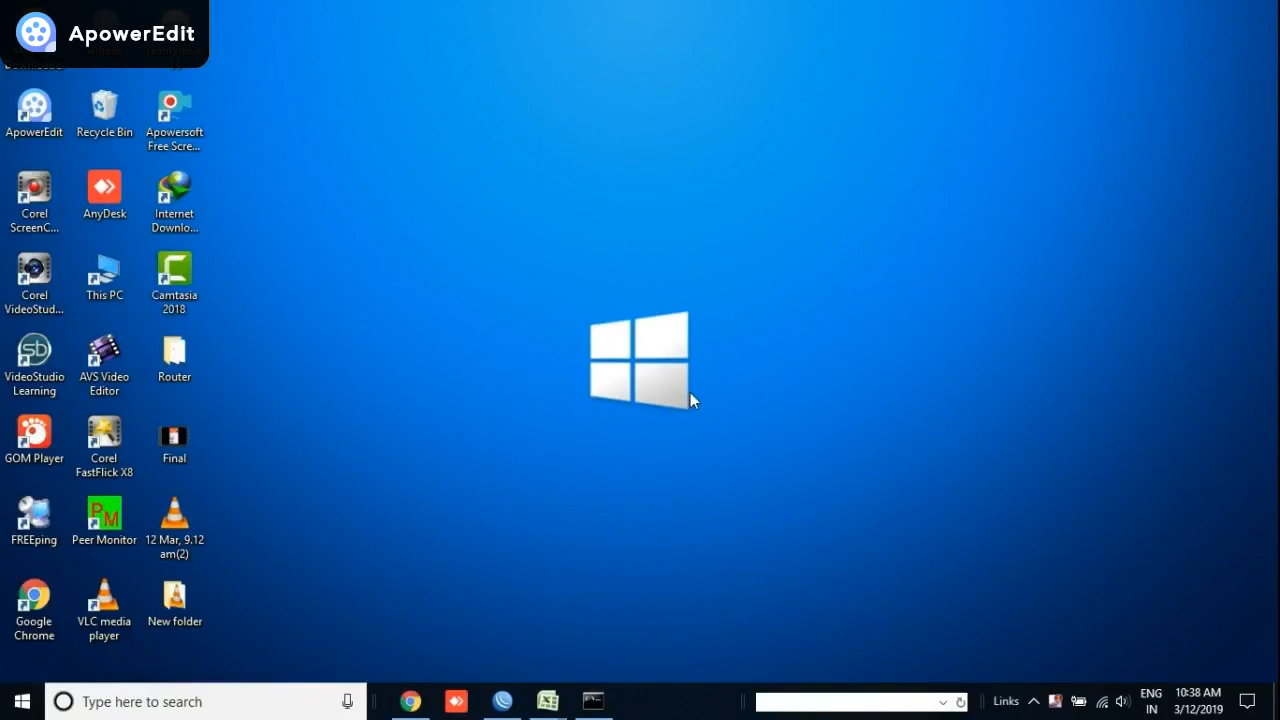 ApowerEdit
ApowerEdit
Recycle Bin
Apowersoft
Free Scre...
Corel
ScreenC...
AnyDesk
Internet
Downlo...
Corel
VideoStud...
This PC
Camtasia
2018
sb
VideoStudio
Learning
AVS Video
Editor
Router
GOM Player
Corel
FastFlick X8
Final
FREEping
PM
Peer Monitor
12 Mar, 9.12
am(2)
Google
Chrome
VLC media
player
New folder
Type here to search
Links
ENG
IN
10:38 AM
3/12/2019